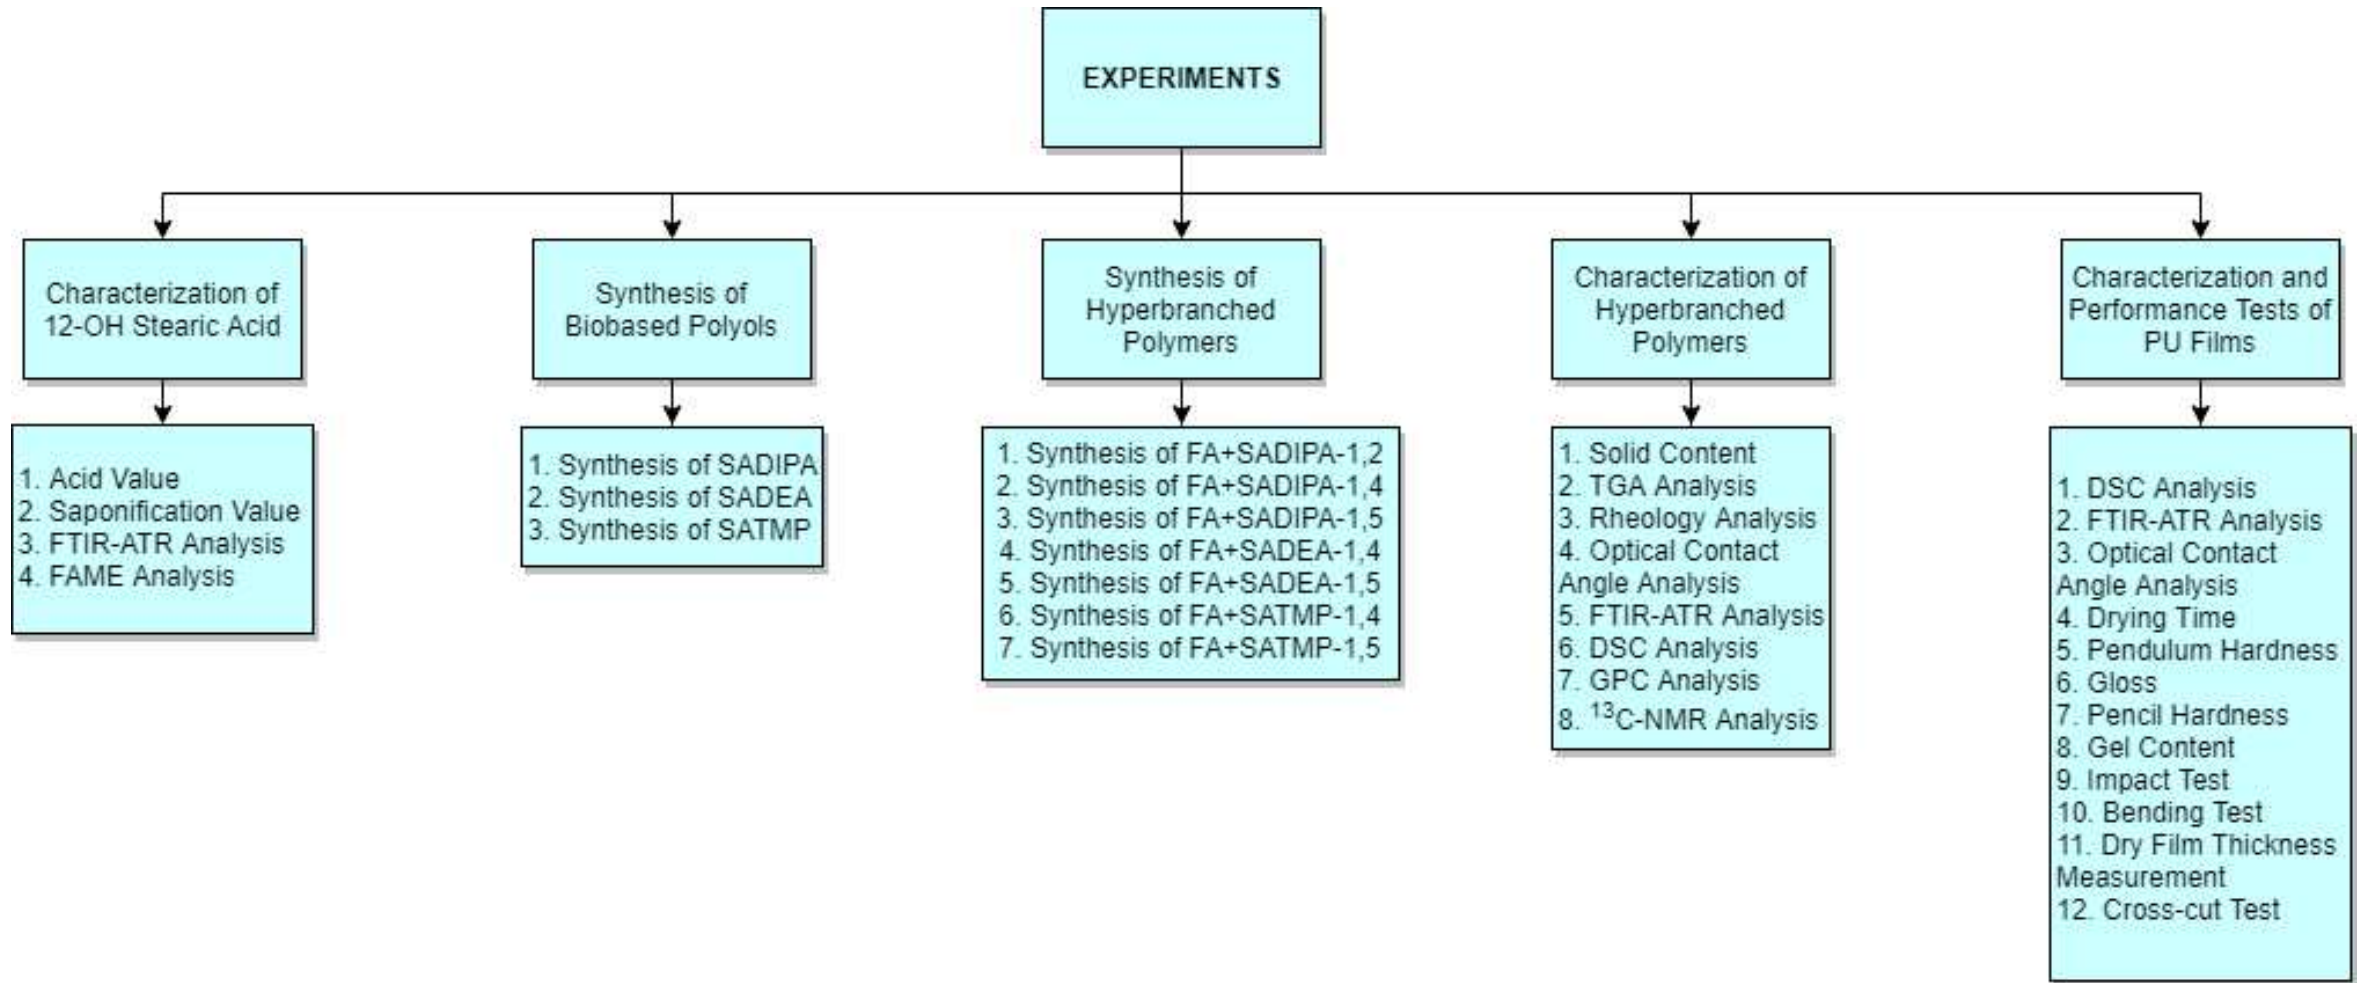 EXPERIMENTS
Characterization of
12-OH Stearic Acid
Synthesis of
Biobased Polyols
Synthesis of
Hyperbranched
Polymers
Characterization of
Hyperbranched
Polymers
Characterization and
Performance Tests of
PU Films
1. Acid Value
2. Saponification Value
3. FTIR-ATR Analysis
4. FAME Analysis
1. Synthesis of SADIPA
2. Synthesis of SADEA
3. Synthesis of SATMP
1. Synthesis of FA+SADIPA-1,2
2. Synthesis of FA+SADIPA-1,4
3. Synthesis of FA+SADIPA-1,5
4. Synthesis of FA+SADEA-1,4
5. Synthesis of FA+SADEA-1,5
6. Synthesis of FA+SATMP-1,4
7. Synthesis of FA+SATMP-1,5
1. Solid Content
2. TGA Analysis
3. Rheology Analysis
4. Optical Contact
Angle Analysis
5. FTIR-ATR Analysis
6. DSC Analysis
7. GPC Analysis
8. ¹³C-NMR Analysis
1. DSC Analysis
2. FTIR-ATR Analysis
3. Optical Contact
Angle Analysis
4. Drying Time
5. Pendulum Hardness
6. Gloss
7. Pencil Hardness
8. Gel Content
9. Impact Test
10. Bending Test
11. Dry Film Thickness
Measurement
12. Cross-cut Test